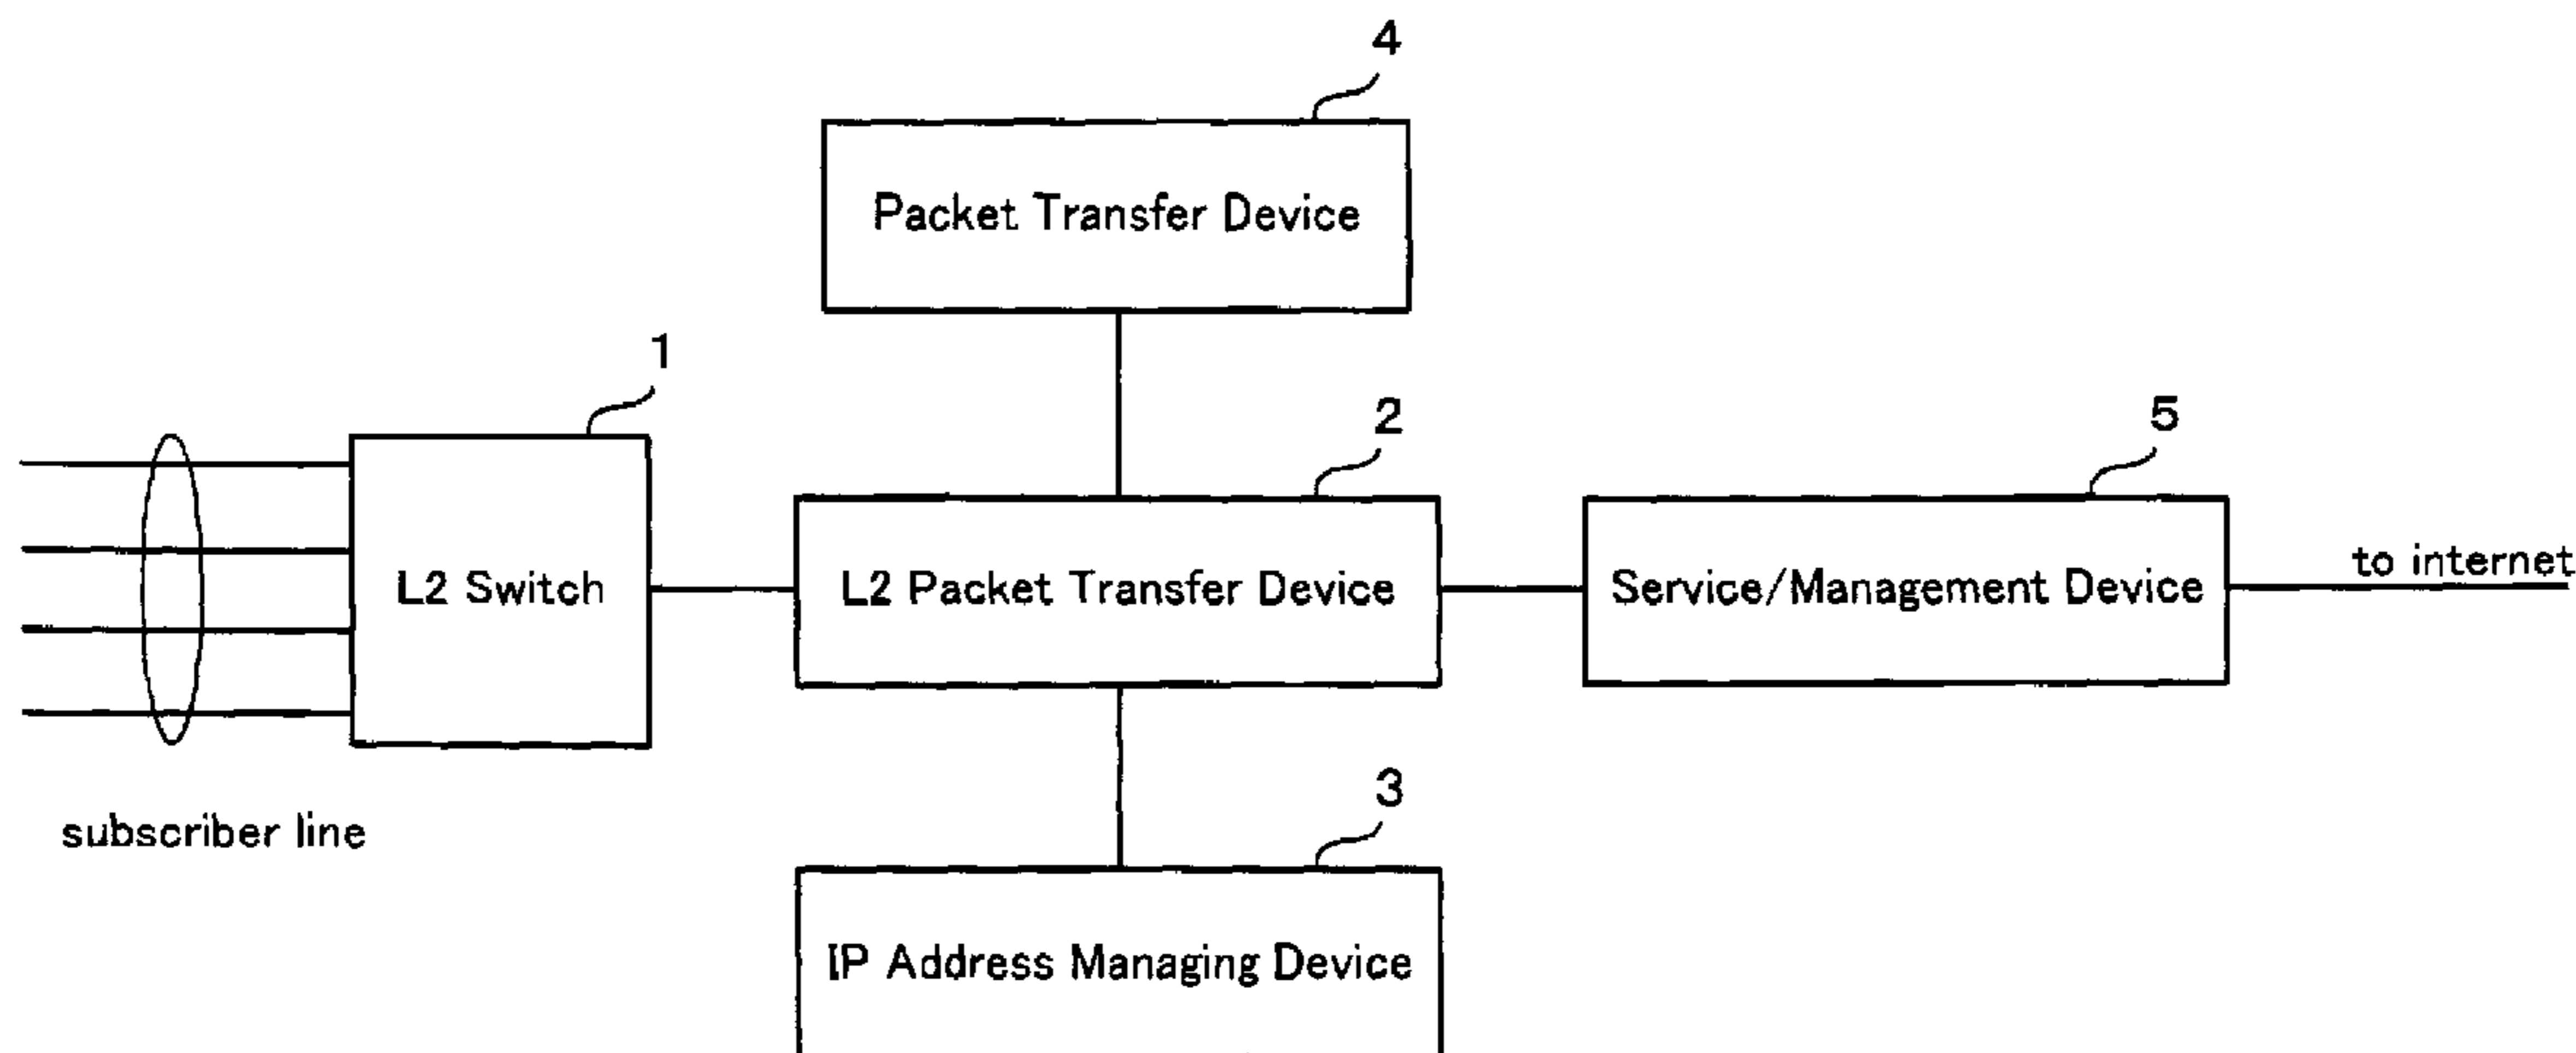 4
Packet Transfer Device
1
2
5
L2 Switch
L2 Packet Transfer Device
Service/Management Device
to internet
3
subscriber line
IP Address Managing Device